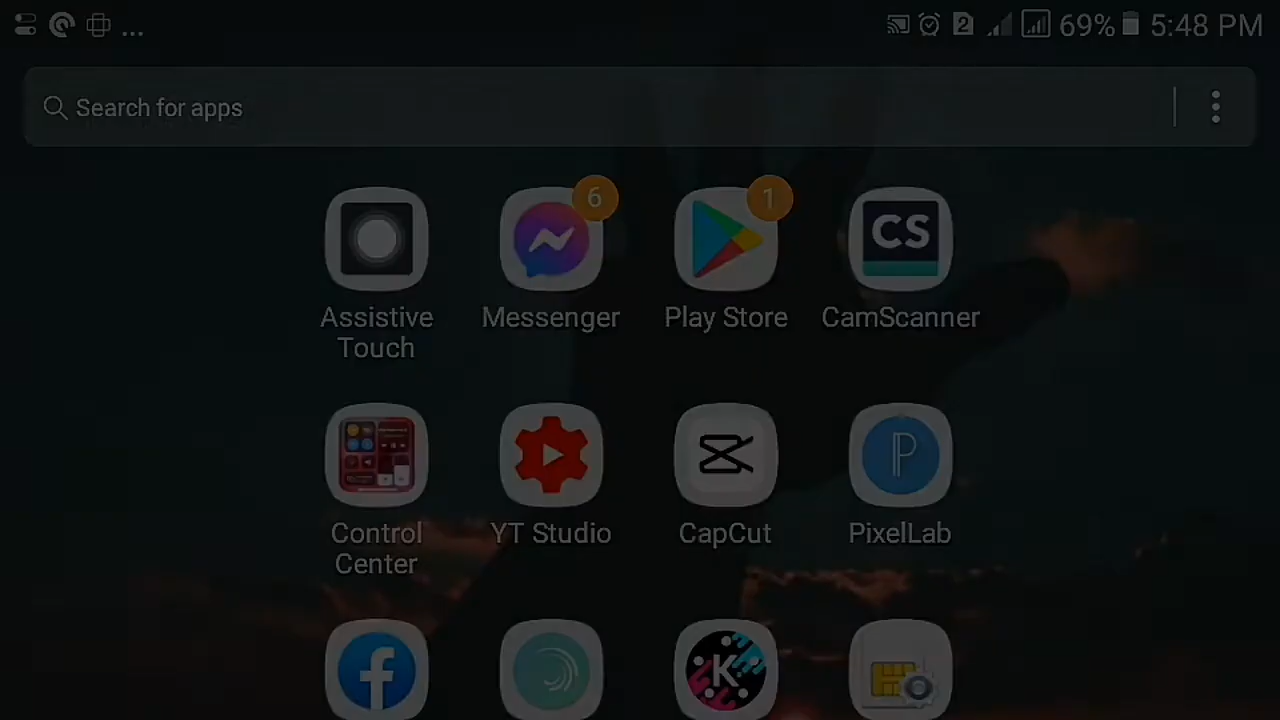 ... 2 69% 5:48 PM
Search for apps
6 1
CS
Assistive Touch
Messenger
Play Store
CamScanner
P
Control Center
YT Studio
CapCut
PixelLab
f
K